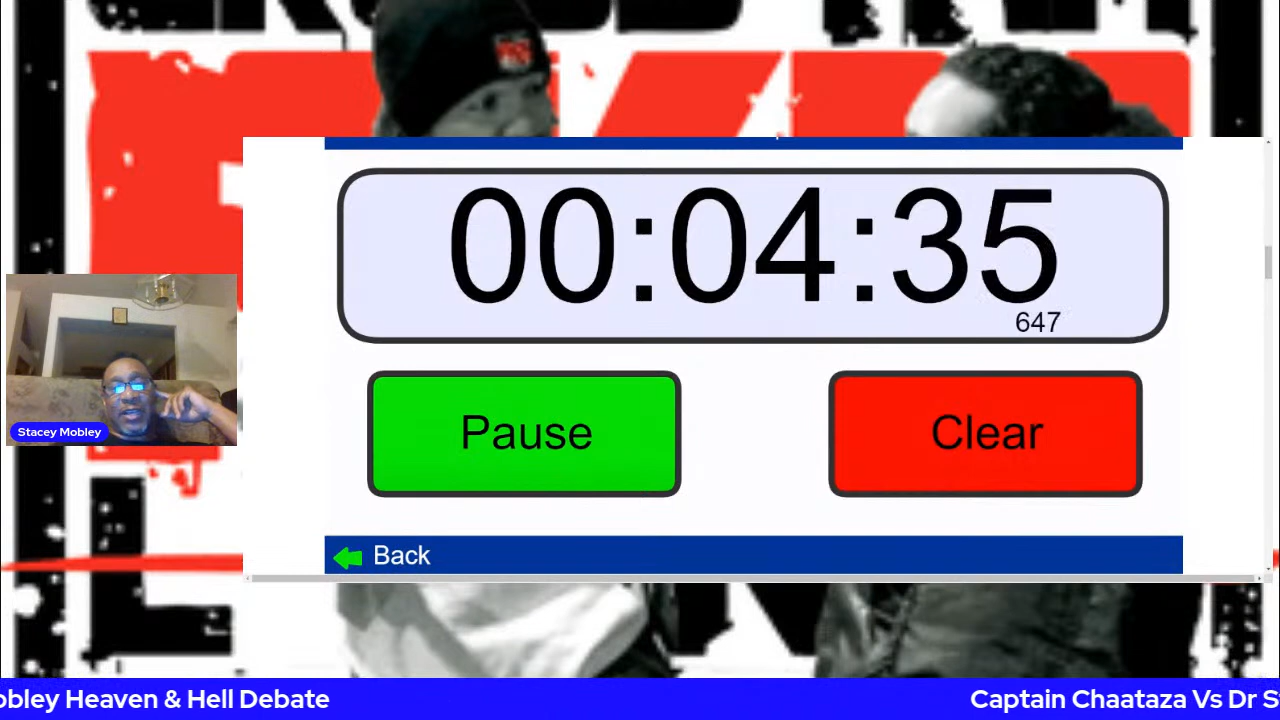 00:04:35
647
Pause
Clear
Stacey Mobley
Back
obley Heaven & Hell Debate
Captain Chaataza Vs Dr S